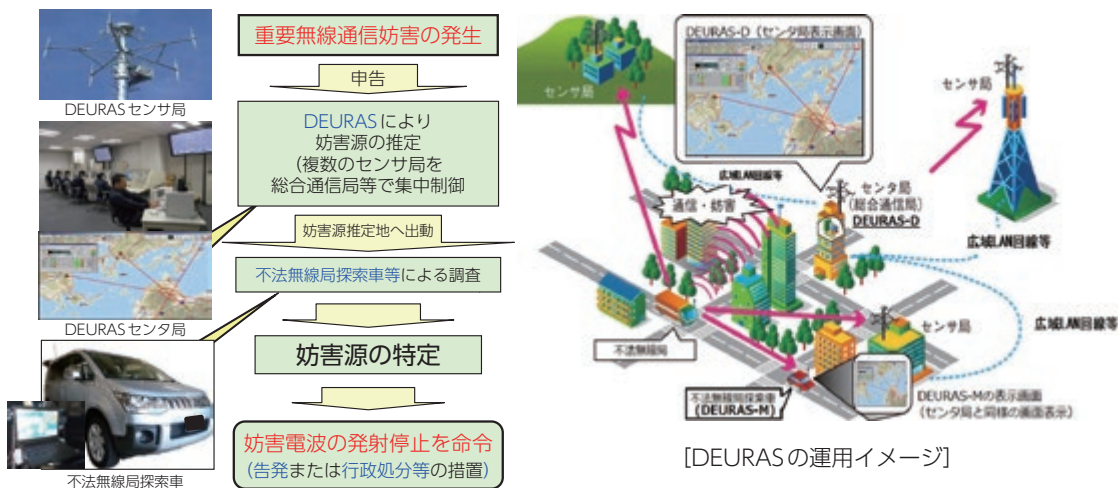 重要無線通信妨害の発生
申告
DEURASセンサ局
DEURASにより
妨害源の推定
(複数のセンサ局を
総合通信局等で集中制御
妨害源推定地へ出動
不法無線局探索車等による調査
DEURASセンタ局
妨害源の特定
妨害電波の発射停止を命令
(告発または行政処分等の措置)
不法無線局探索車
DEURAS-D（センタ局表示画面）
センサ局
センサ局
広域LAN回線等
通信・妨害
センタ局
（総合通信局）
DEURAS-D
広域LAN回線等
センサ局
広域LAN回線等
不法無線局
不法無線局探索車
(DEURAS-M)
DEURAS-Mの表示画面
(センタ局と同様の画面表示)
[DEURASの運用イメージ]